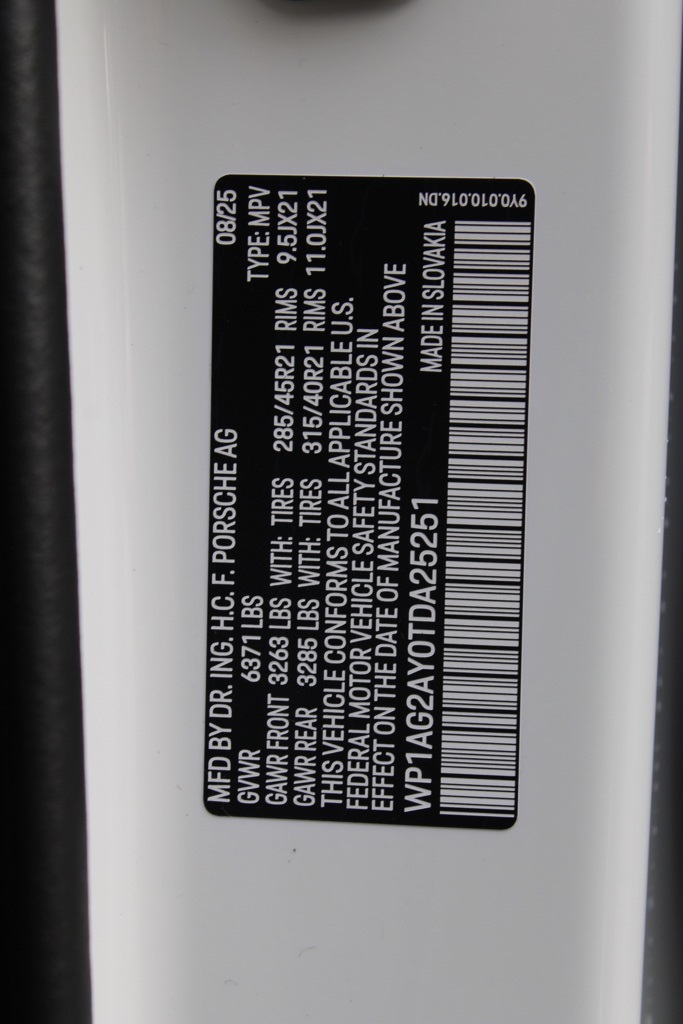 MFD BY DR. ING. H.C. F. PORSCHE AG 08/25
GVWR 6371 LBS TYPE: MPV
GAWR FRONT 3263 LBS WITH: TIRES 285/45R21 RIMS 9.5JX21
GAWR REAR 3285 LBS WITH: TIRES 315/40R21 RIMS 11.0JX21
THIS VEHICLE CONFORMS TO ALL APPLICABLE U.S.
FEDERAL MOTOR VEHICLE SAFETY STANDARDS IN
EFFECT ON THE DATE OF MANUFACTURE SHOWN ABOVE
WP1AG2AY0TDA25251 MADE IN SLOVAKIA
9Y0.010.016.DN